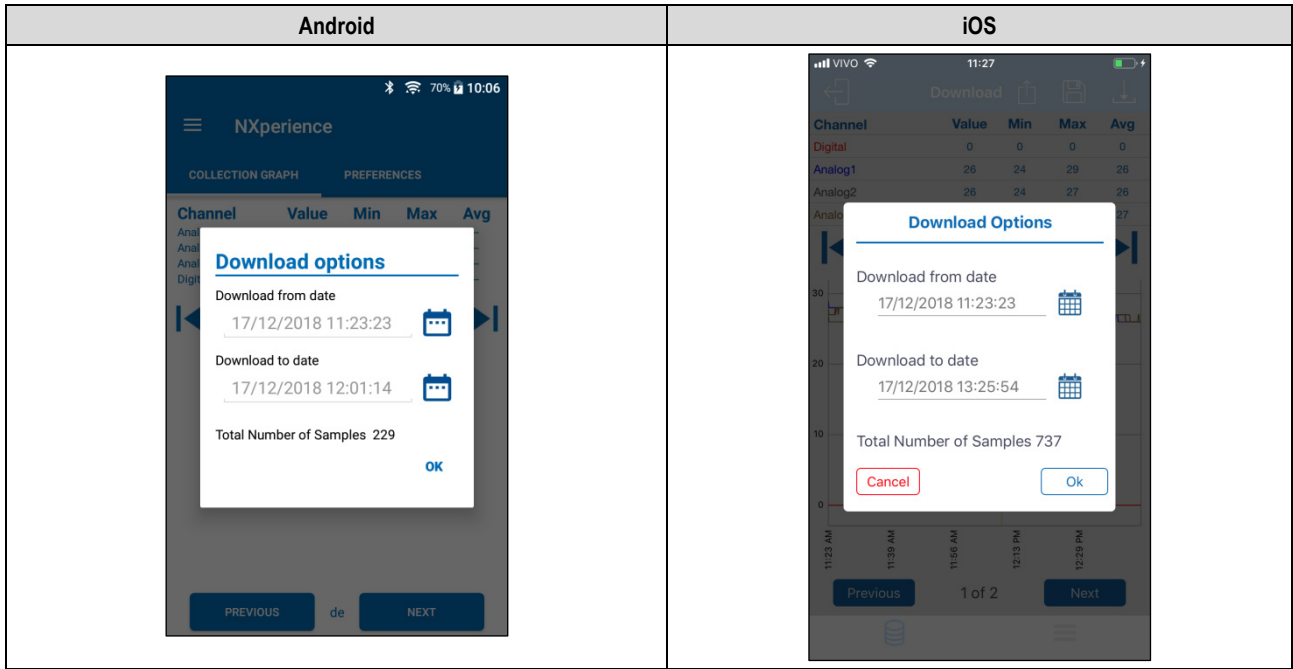 Android
iOS
70% 10:06
NXperience
COLLECTION GRAPH PREFERENCES
Channel Value Min Max Avg
Anal
Anal
Anal
Digit
Download options
Download from date
17/12/2018 11:23:23
Download to date
17/12/2018 12:01:14
Total Number of Samples 229
OK
PREVIOUS de NEXT
VIVO 11:27
Download
Channel Value Min Max Avg
Digital 0 0 0 0
Analog1 26 24 29 26
Analog2 26 24 27 26
Analo 27
Download Options
Download from date
17/12/2018 11:23:23
Download to date
17/12/2018 13:25:54
Total Number of Samples 737
Cancel Ok
30
20
10
0
11:23 AM 11:39 AM 11:56 AM 12:13 PM 12:29 PM
Previous 1 of 2 Next